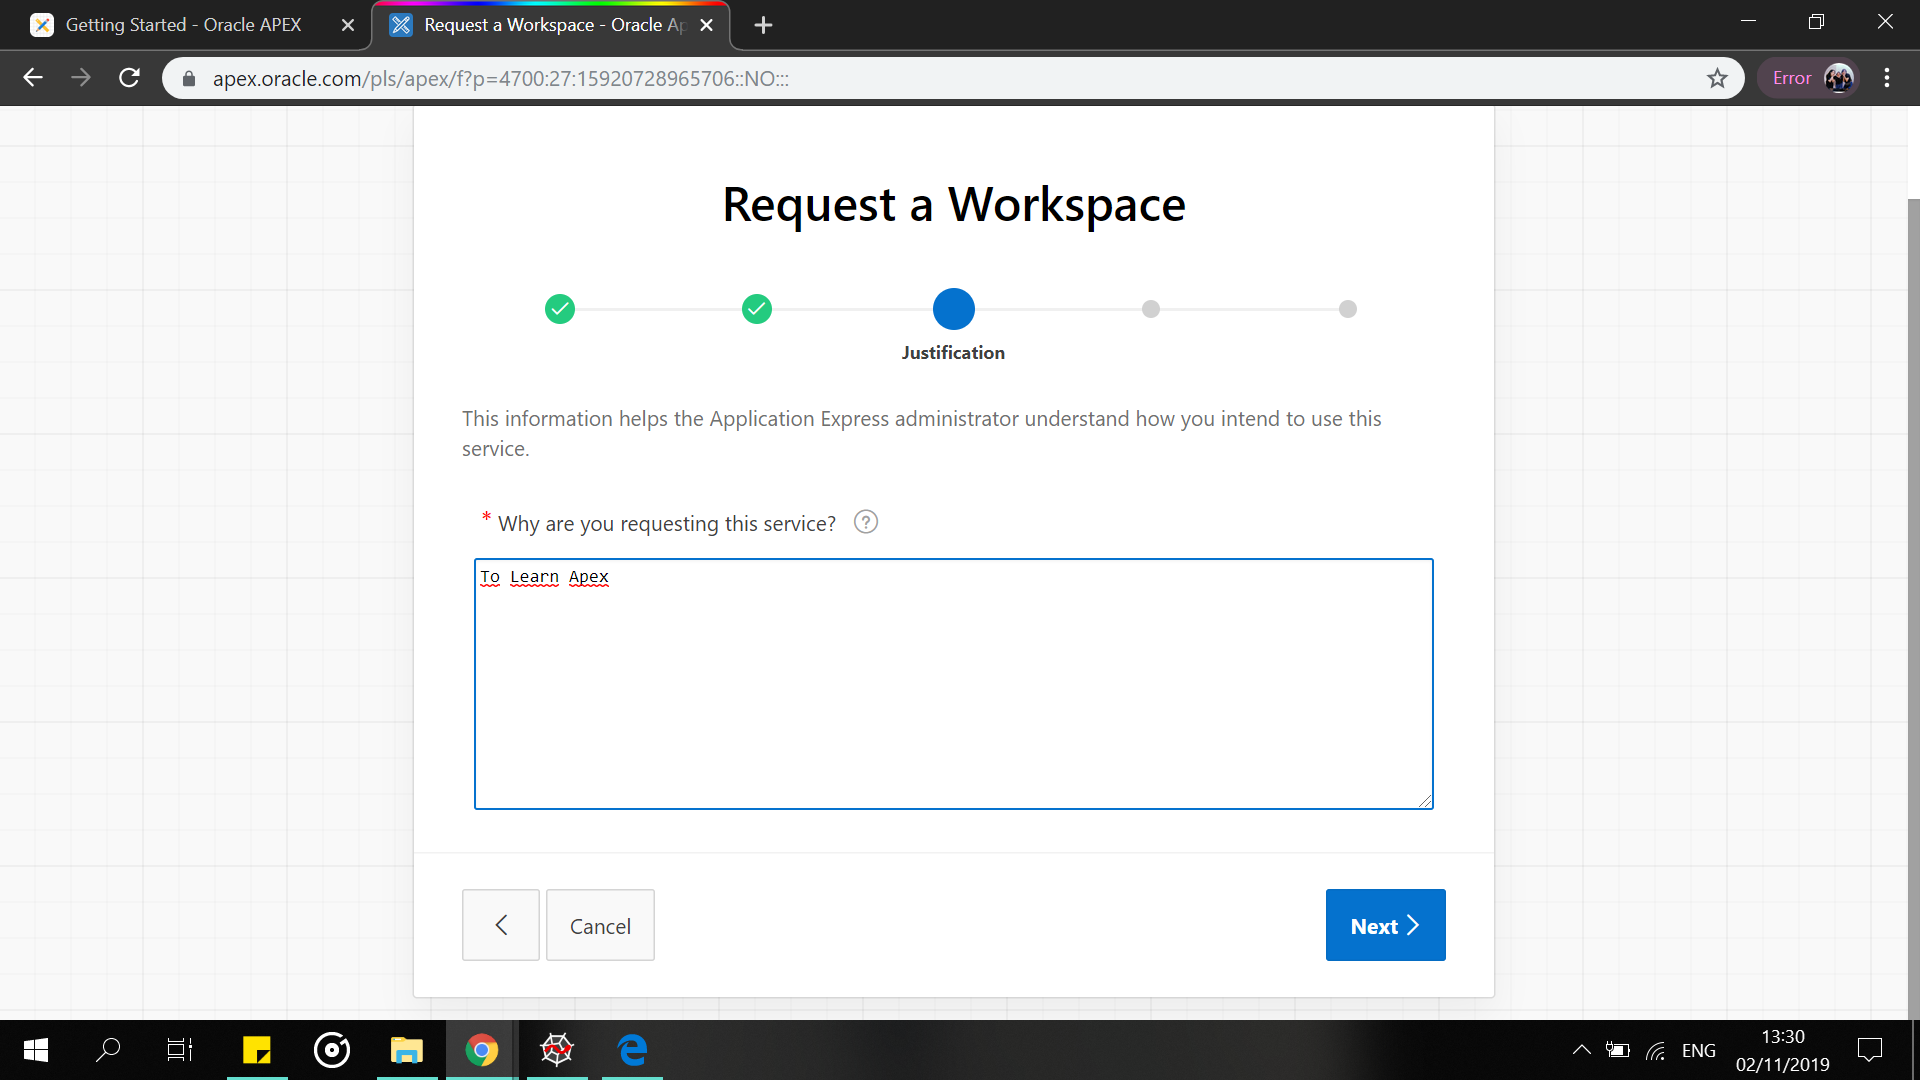 Getting Started - Oracle APEX
Request a Workspace - Oracle Ap
apex.oracle.com/pls/apex/f?p=4700:27:15920728965706::NO:::
Error
Request a Workspace
Justification
This information helps the Application Express administrator understand how you intend to use this
service.
* Why are you requesting this service? ?
To Learn Apex
Cancel
Next
ENG
13:30
02/11/2019